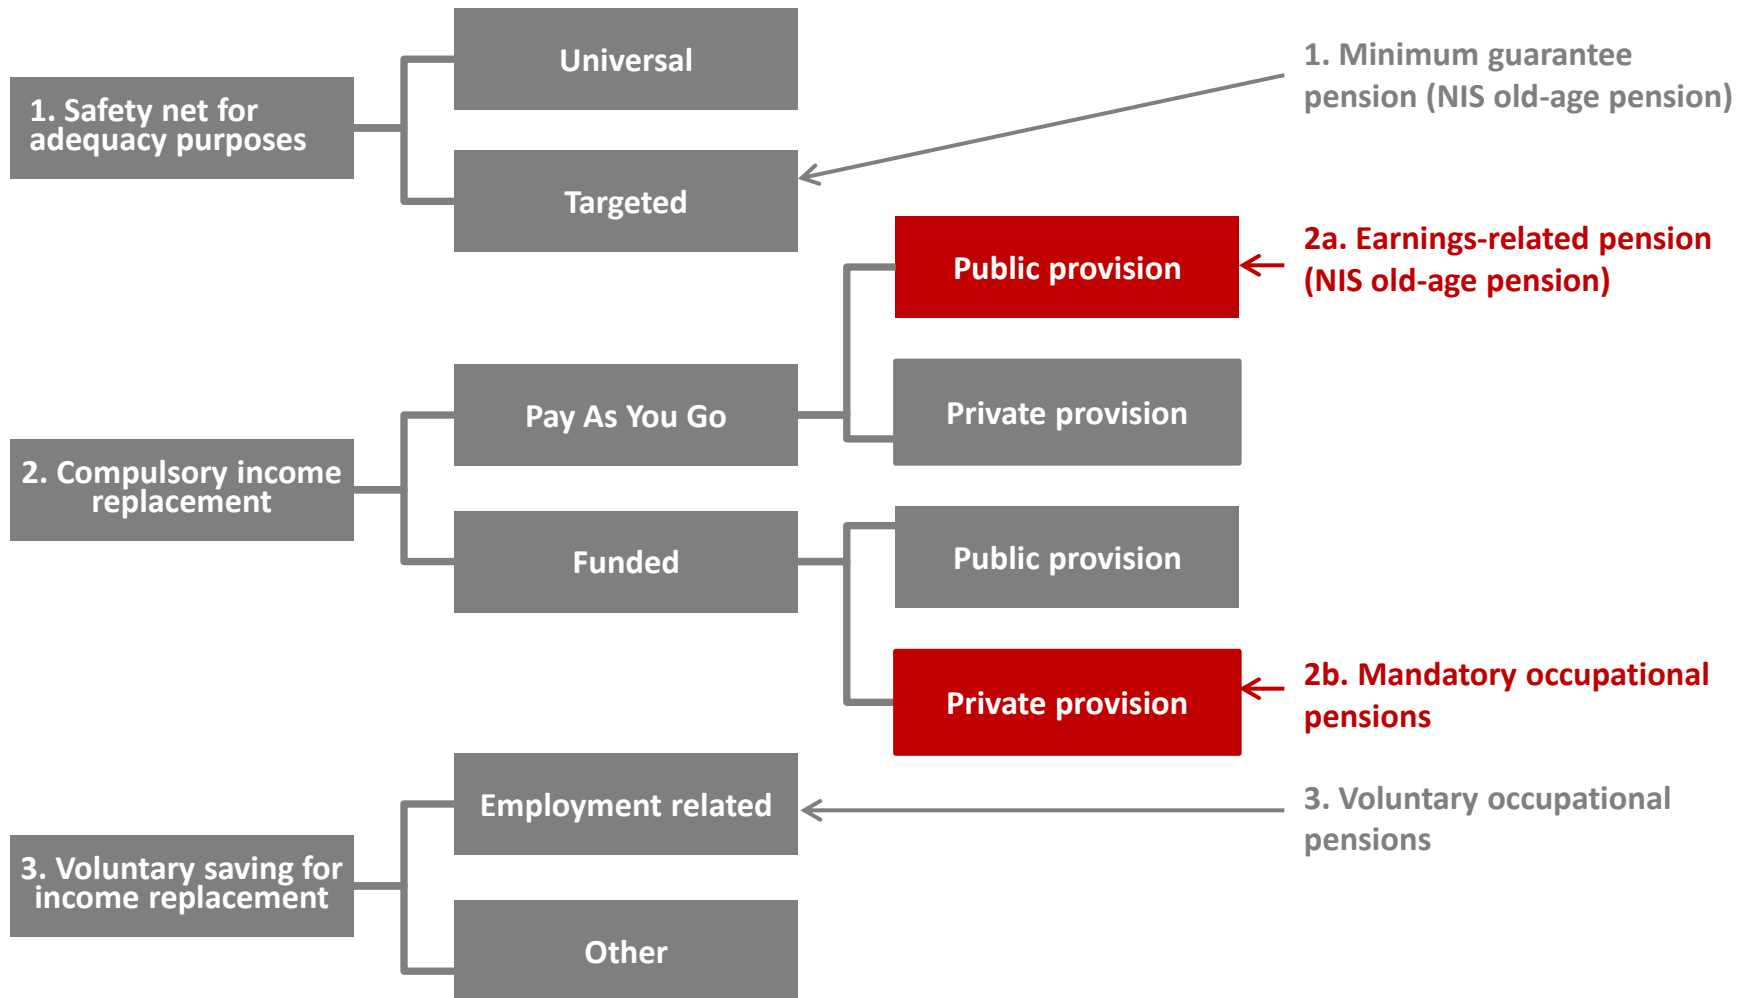 1. Safety net for
adequacy purposes
Universal
Targeted
1. Minimum guarantee
pension (NIS old-age pension)
2. Compulsory income
replacement
Pay As You Go
Public provision
2a. Earnings-related pension
(NIS old-age pension)
Private provision
Funded
Public provision
Private provision
2b. Mandatory occupational
pensions
3. Voluntary saving for
income replacement
Employment related
3. Voluntary occupational
pensions
Other